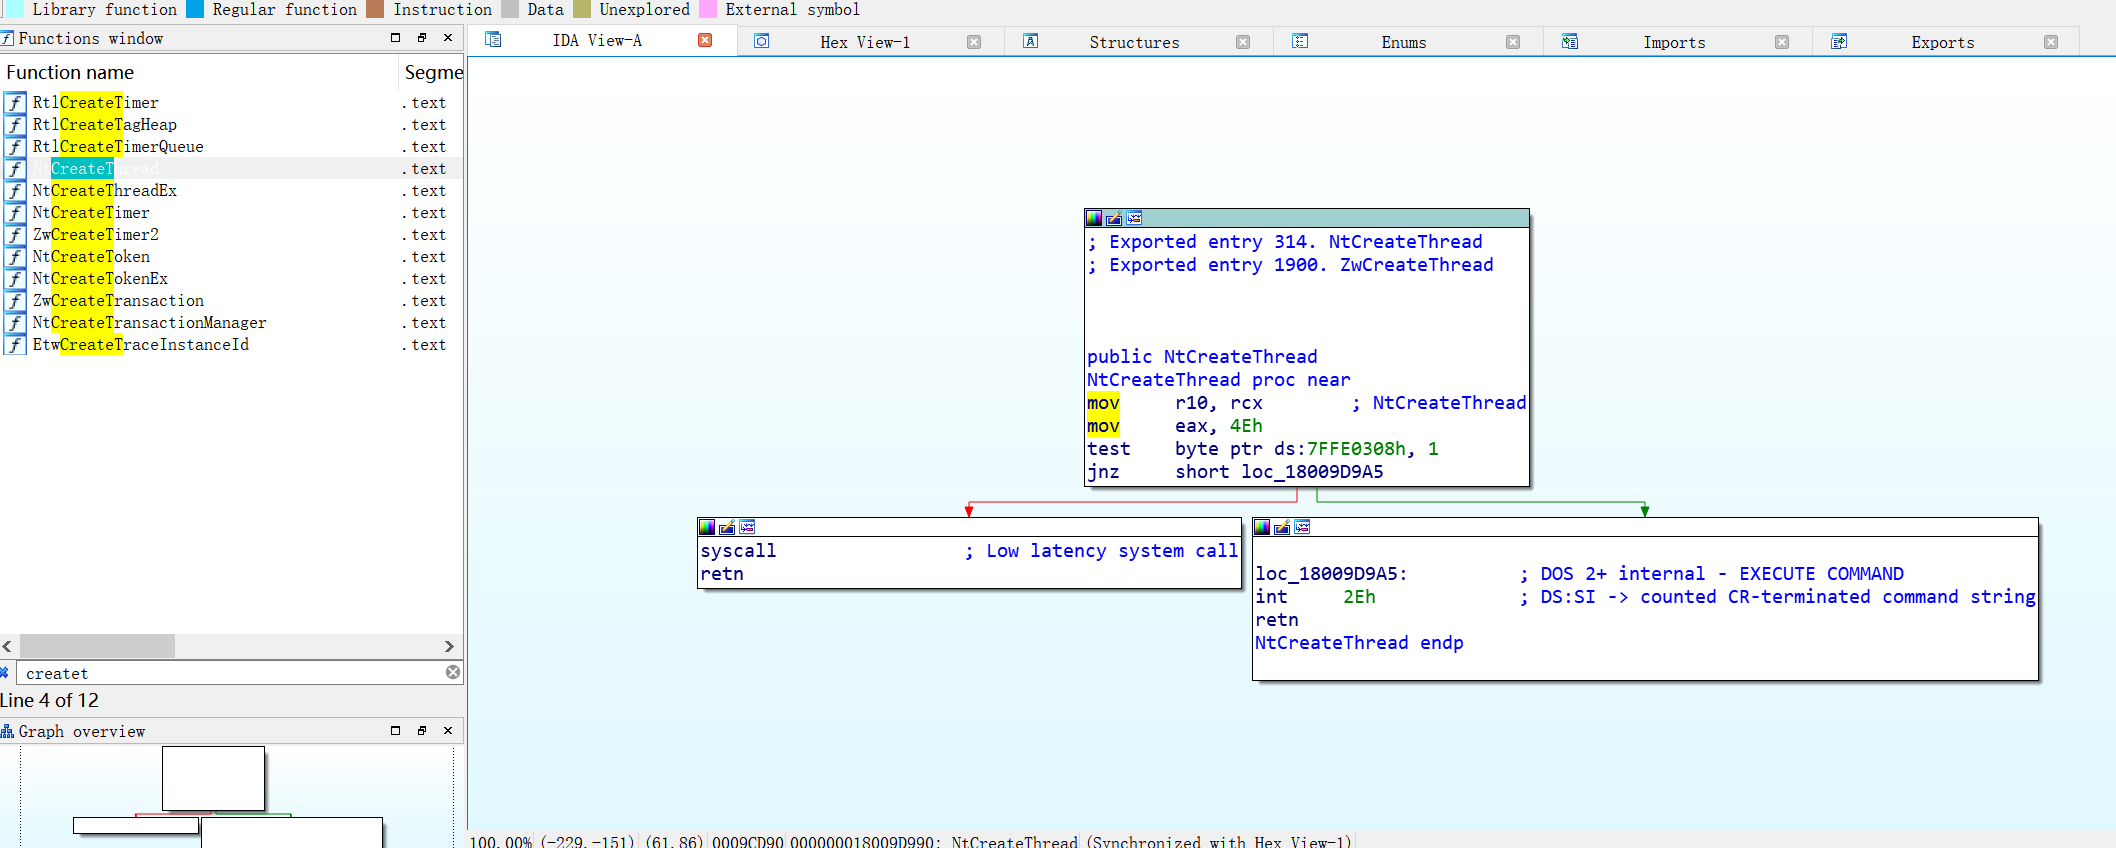 Library function Regular function Instruction Data Unexplored External symbol
Functions window
IDA View-A Hex View-1 Structures Enums Imports Exports
Function name Segme
RtlCreateTimer .text
RtlCreateTagHeap .text
RtlCreateTimerQueue .text
NtCreateThread .text
NtCreateThreadEx .text
NtCreateTimer .text
ZwCreateTimer2 .text
NtCreateToken .text
NtCreateTokenEx .text
ZwCreateTransaction .text
NtCreateTransactionManager .text
EtwCreateTraceInstanceId .text
createt
Line 4 of 12
Graph overview
; Exported entry 314. NtCreateThread
; Exported entry 1900. ZwCreateThread
public NtCreateThread
NtCreateThread proc near
mov r10, rcx ; NtCreateThread
mov eax, 4Eh
test byte ptr ds:7FFE0308h, 1
jnz short loc_18009D9A5
syscall ; Low latency system call
retn
loc_18009D9A5: ; DOS 2+ internal - EXECUTE COMMAND
int 2Eh ; DS:SI -> counted CR-terminated command string
retn
NtCreateThread endp
100.00% (-229,-151) (61,86) 0009CD90 000000018009D990: NtCreateThread (Synchronized with Hex View-1)